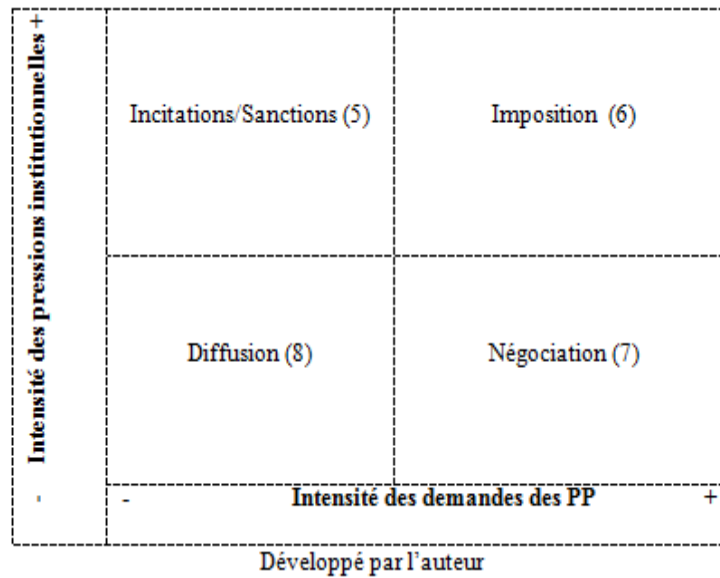 Intensité des pressions institutionnelles +
-
Incitations/Sanctions (5)
Imposition (6)
Diffusion (8)
Négociation (7)
- Intensité des demandes des PP +
Développé par l'auteur